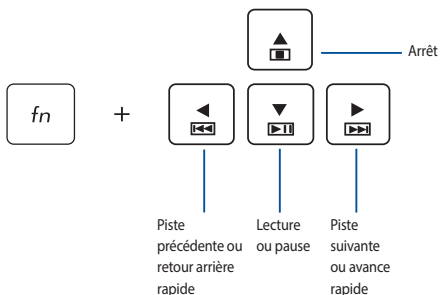 Arrêt
fn +
Piste
précédente ou
retour arrière
rapide
Lecture
ou pause
Piste
suivante
ou avance
rapide